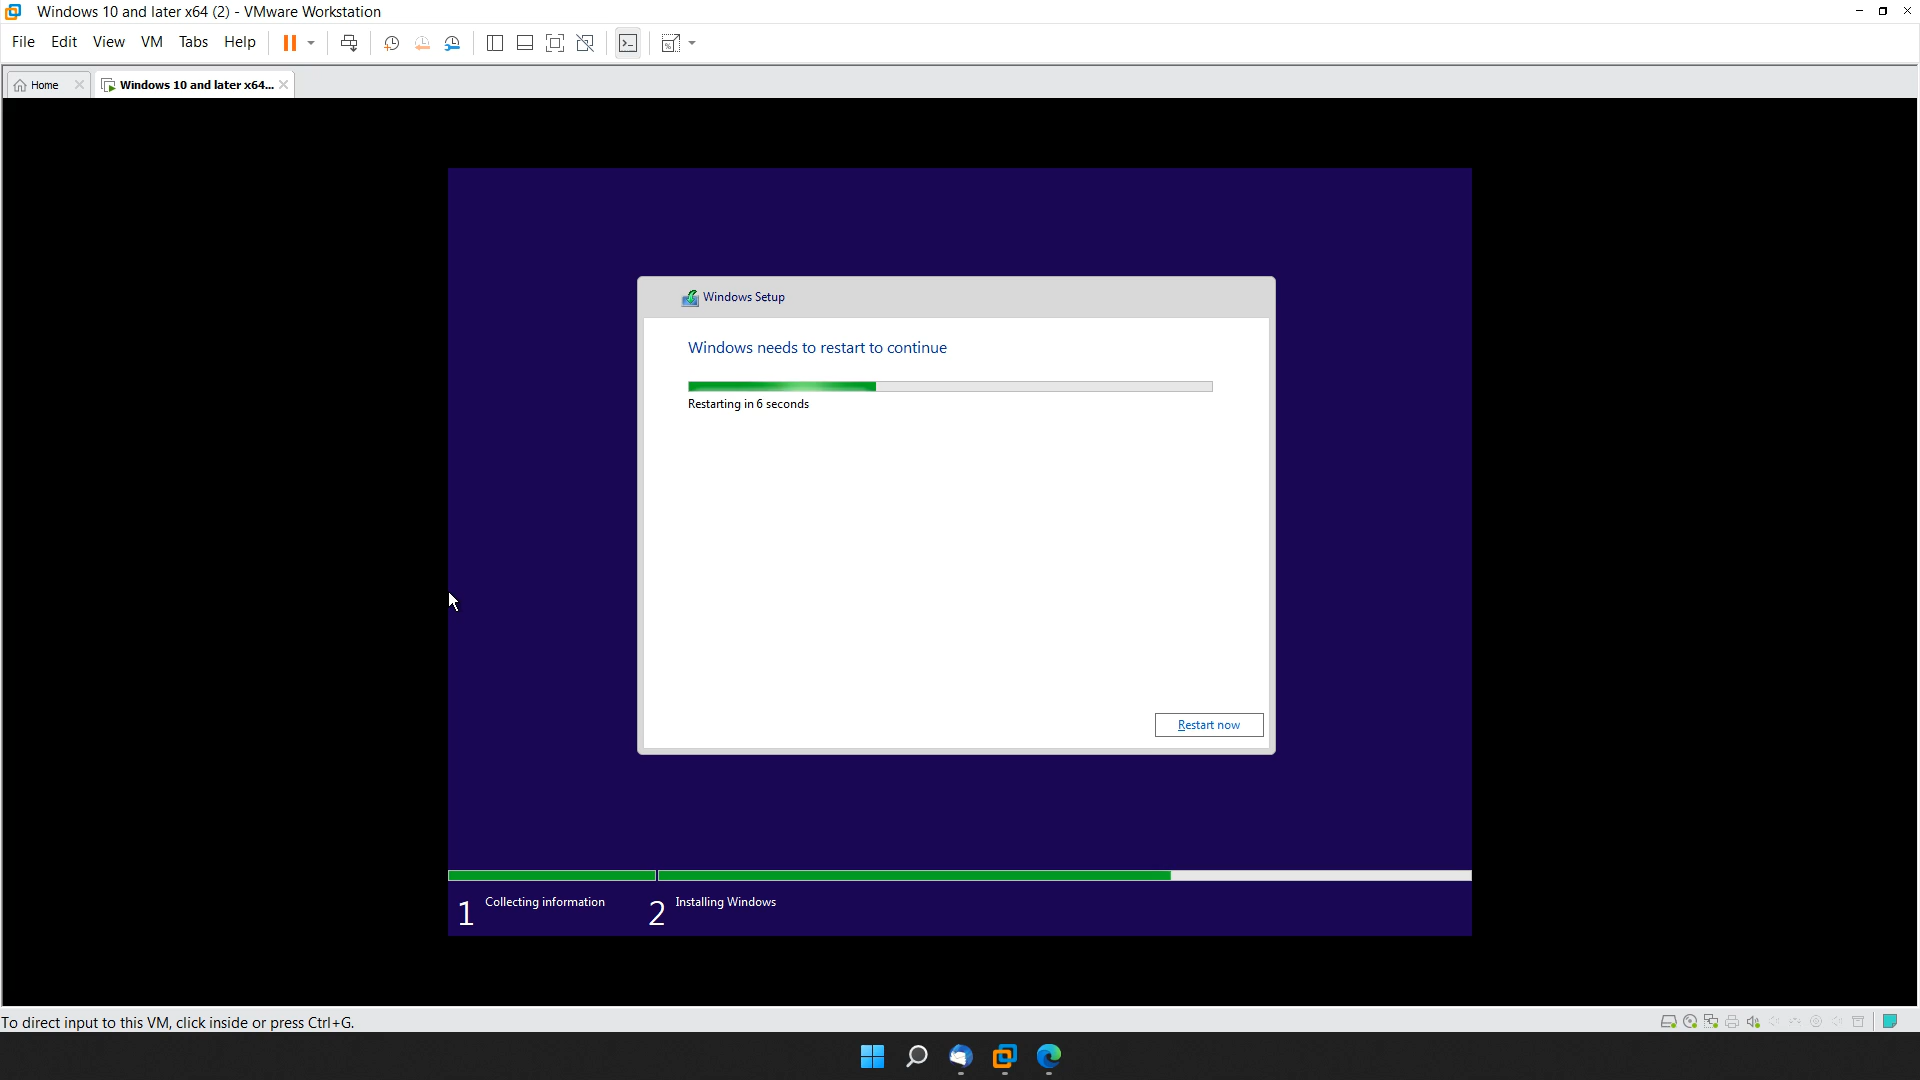 Windows 10 and later x64 (2) - VMware Workstation
File Edit View VM Tabs Help
Home
Windows 10 and later x64...
Windows Setup
Windows needs to restart to continue
Restarting in 6 seconds
Restart now
1 Collecting information
2 Installing Windows
To direct input to this VM, click inside or press Ctrl+G.